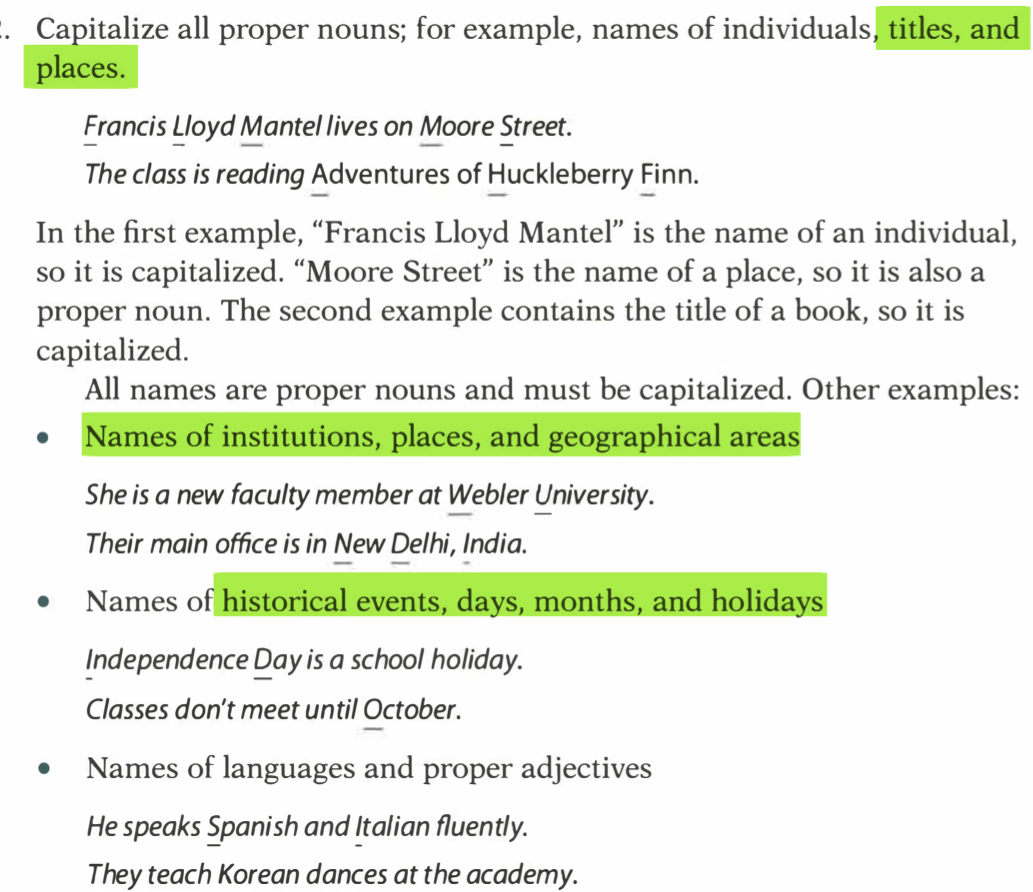 2. Capitalize all proper nouns; for example, names of individuals, titles, and
places.
Francis Lloyd Mantel lives on Moore Street.
The class is reading Adventures of Huckleberry Finn.
In the first example, “Francis Lloyd Mantel” is the name of an individual,
so it is capitalized. “Moore Street” is the name of a place, so it is also a
proper noun. The second example contains the title of a book, so it is
capitalized.
All names are proper nouns and must be capitalized. Other examples:
• Names of institutions, places, and geographical areas
She is a new faculty member at Webler University.
Their main office is in New Delhi, India.
• Names of historical events, days, months, and holidays
Independence Day is a school holiday.
Classes don't meet until October.
• Names of languages and proper adjectives
He speaks Spanish and Italian fluently.
They teach Korean dances at the academy.